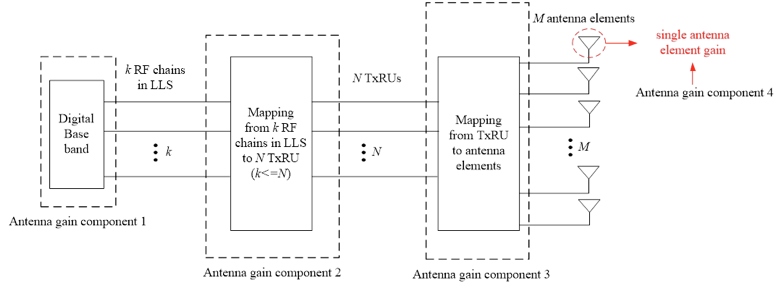 M antenna elements
single antenna
element gain
Antenna gain component 4
k RF chains
in LLS
N TxRUs
Digital
Base
band
k
Mapping
from k RF
chains in LLS
to N TxRU
(k<=N)
N
Mapping
from TxRU
to antenna
elements
M
Antenna gain component 1
Antenna gain component 2
Antenna gain component 3